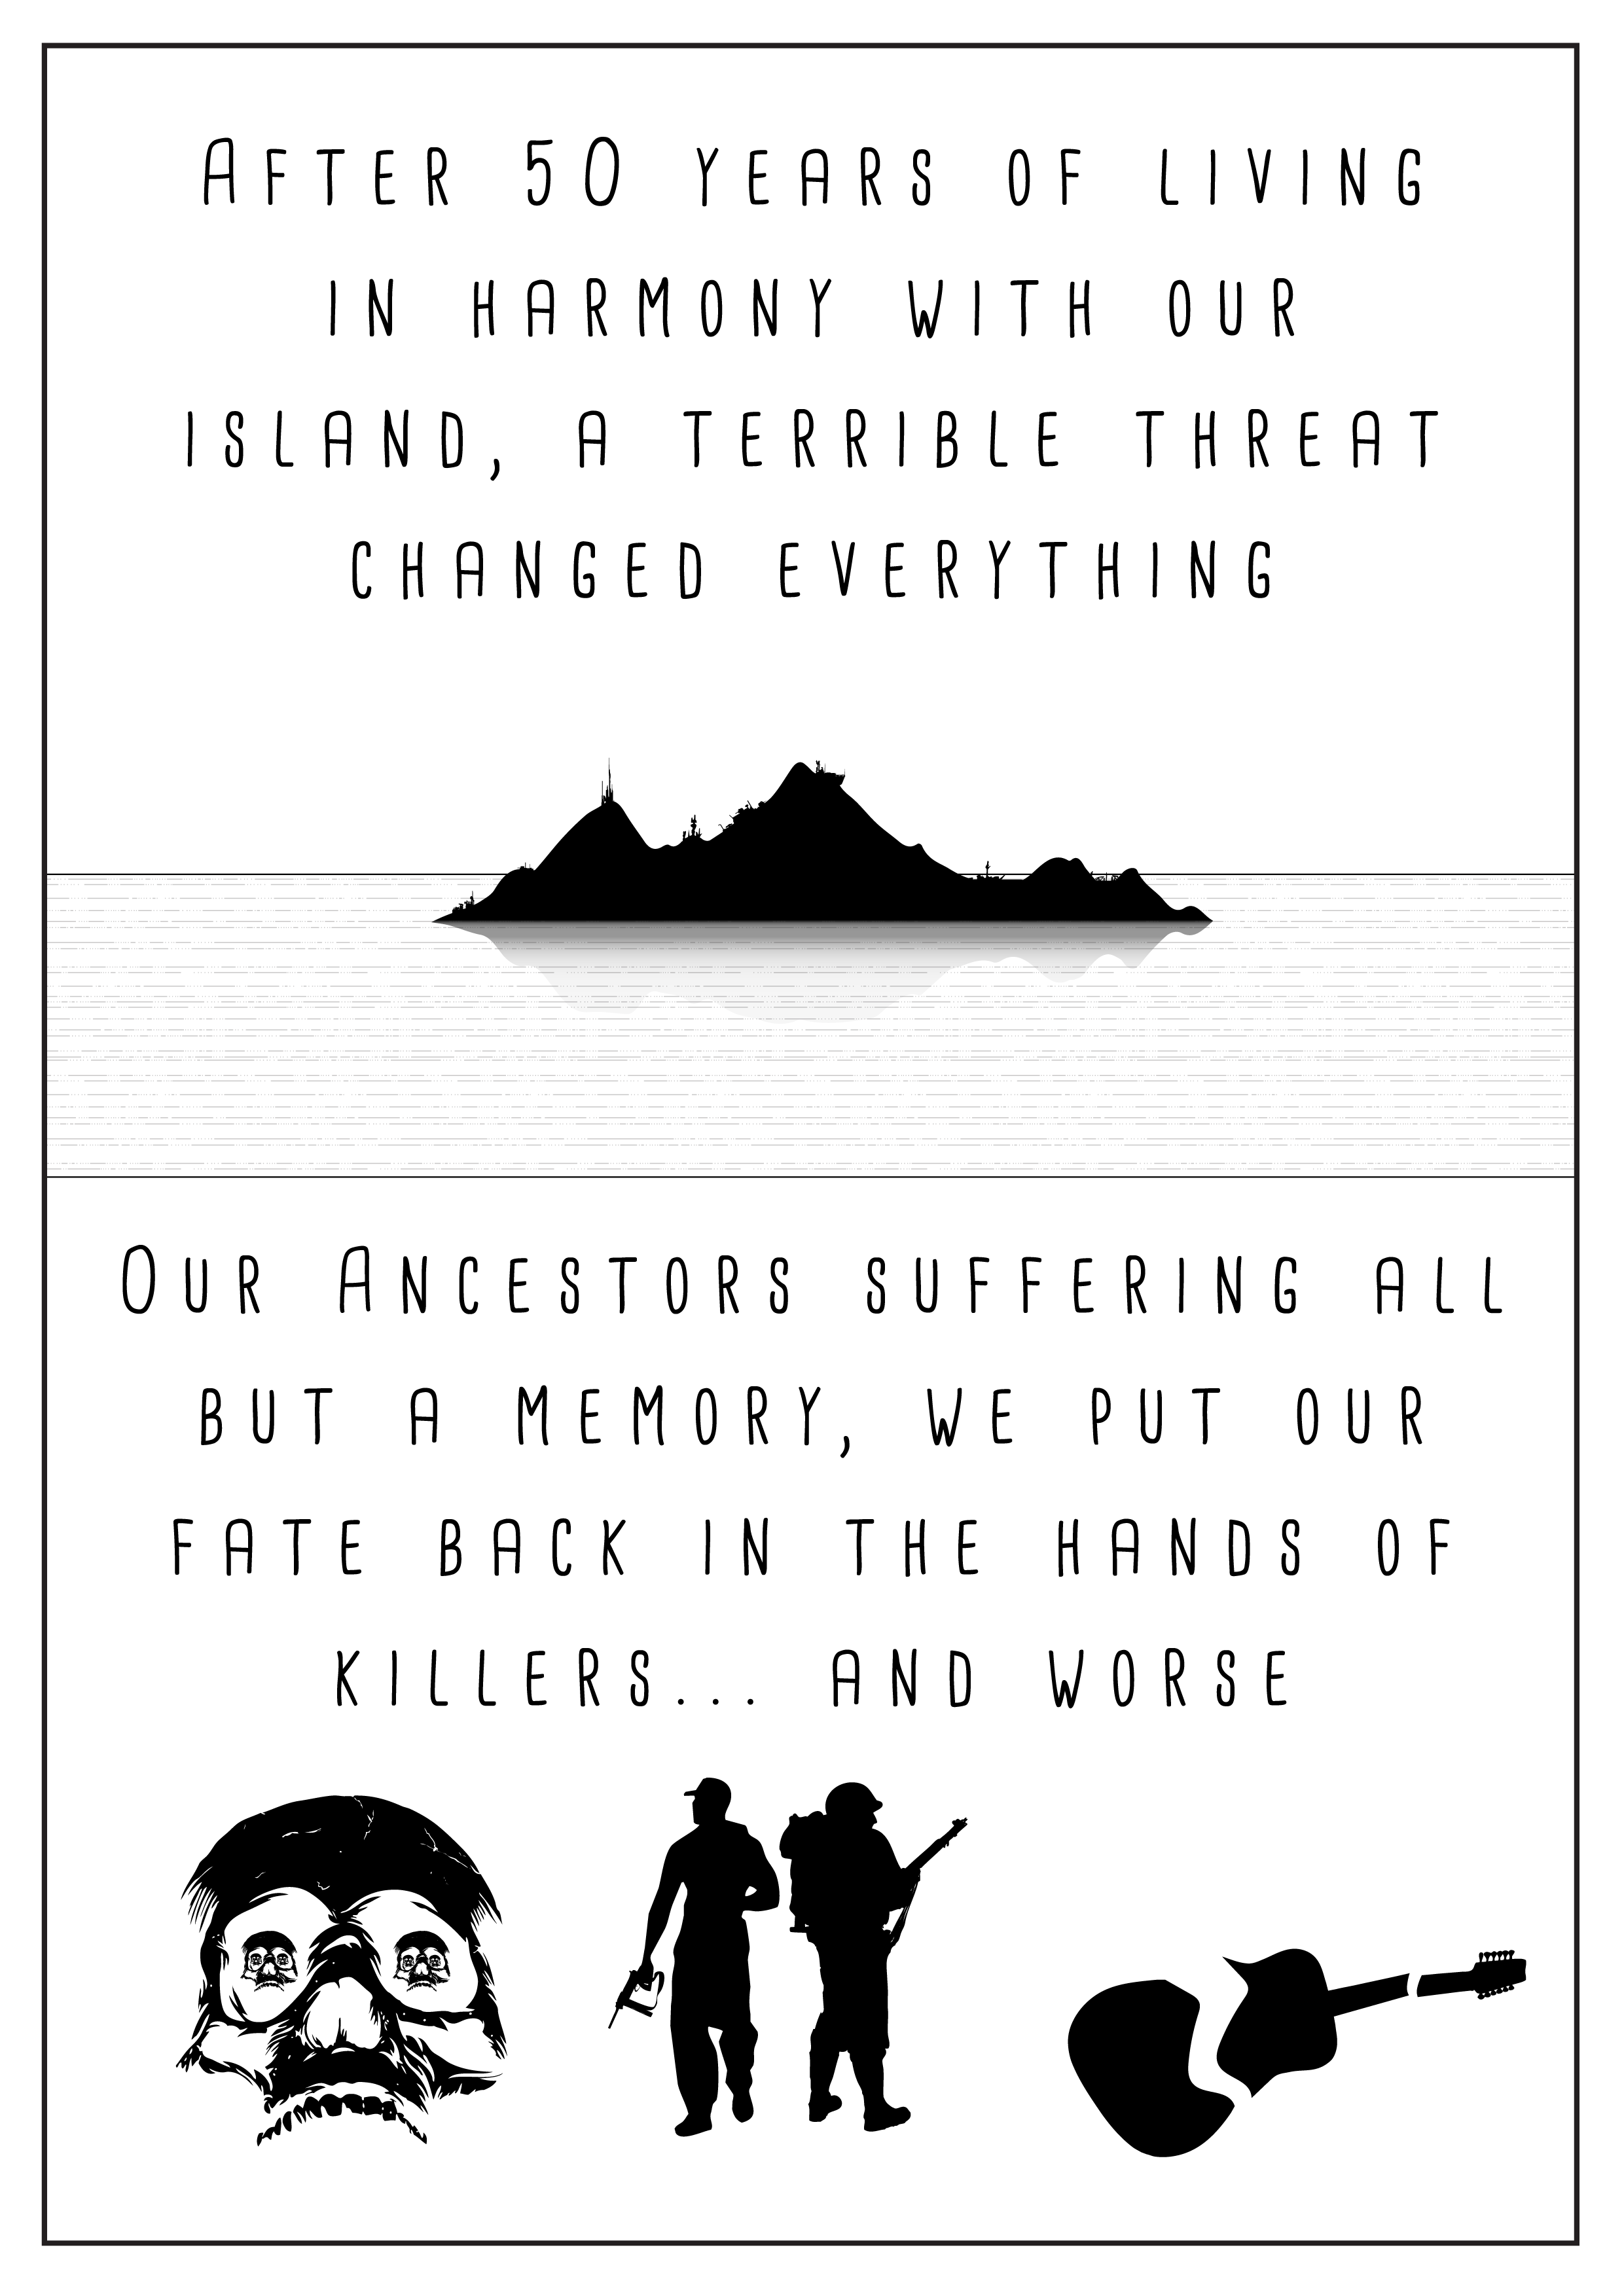 After 50 years of living
in harmony with our
island, a terrible threat
changed everything
Our Ancestors suffering all
but a memory, we put our
fate back in the hands of
killers... and worse